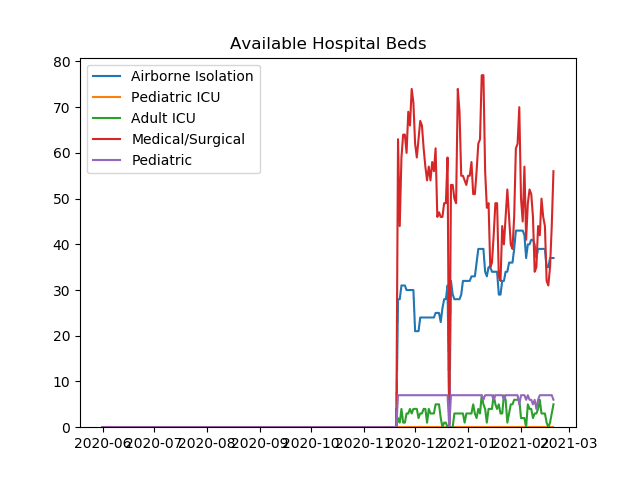 Available Hospital Beds
80
70
60
50
40
30
20
10
0
Airborne Isolation
Pediatric ICU
Adult ICU
Medical/Surgical
Pediatric
2020-06 2020-07 2020-08 2020-09 2020-10 2020-11 2020-12 2021-01 2021-02 2021-03